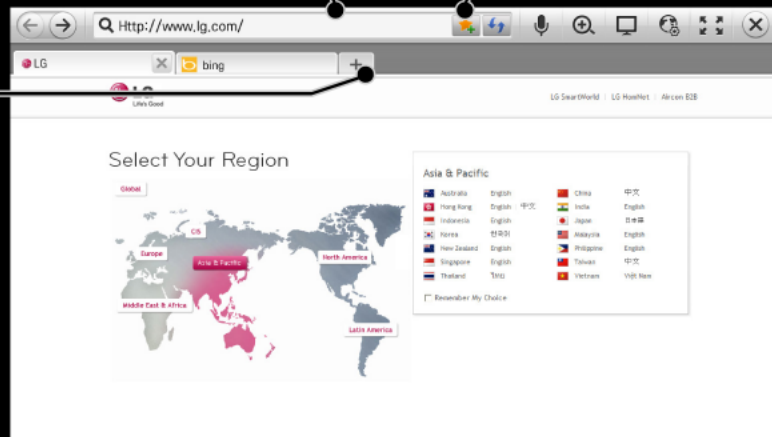 Http://www.lg.com/
LG
bing
Life's Good
LG SmartWorld | LG HomNet | Aircon B2B
Select Your Region
Global
CIS
Europe
Asia & Pacific
North America
Middle East & Africa
Latin America
Asia & Pacific
Australia English
China 中文
Hong Kong English 中文
India English
Indonesia English
Japan 日本語
Korea 한국어
Malaysia English
New Zealand English
Philippine English
Singapore English
Taiwan 中文
Thailand ไทย
Vietnam Việt Nam
Remember My Choice